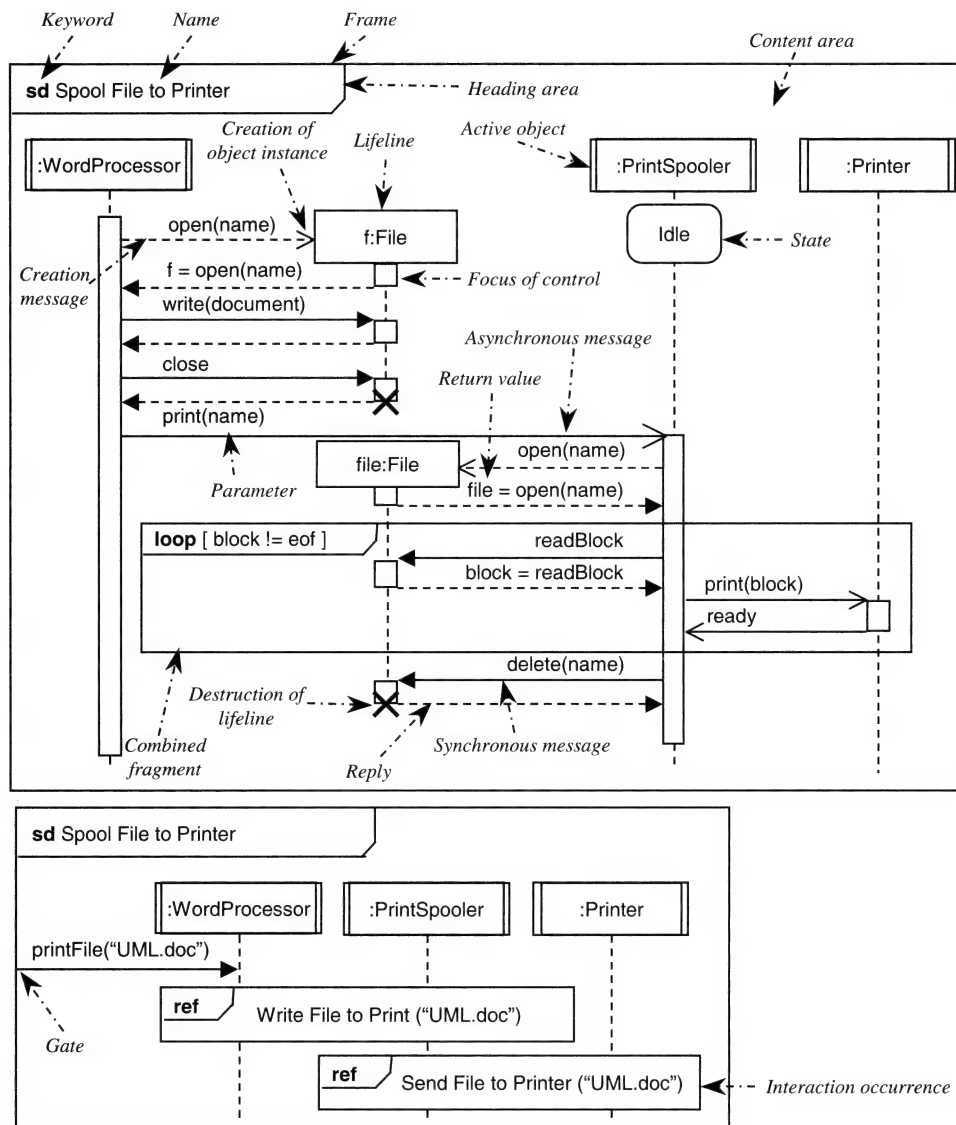 Keyword
Name
Frame
Content area
sd Spool File to Printer
Heading area
Creation of
object instance
Lifeline
Active object
:WordProcessor
:PrintSpooler
:Printer
open(name)
f:File
Idle
State
Creation
message
f = open(name)
Focus of control
write(document)
Asynchronous message
close
Return value
print(name)
open(name)
file:File
Parameter
file = open(name)
loop [ block != eof ]
readBlock
block = readBlock
print(block)
ready
delete(name)
Destruction of
lifeline
Combined
fragment
Reply
Synchronous message
sd Spool File to Printer
:WordProcessor
:PrintSpooler
:Printer
printFile(“UML.doc”)
ref
Write File to Print (“UML.doc”)
Gate
ref
Send File to Printer (“UML.doc”)
Interaction occurrence